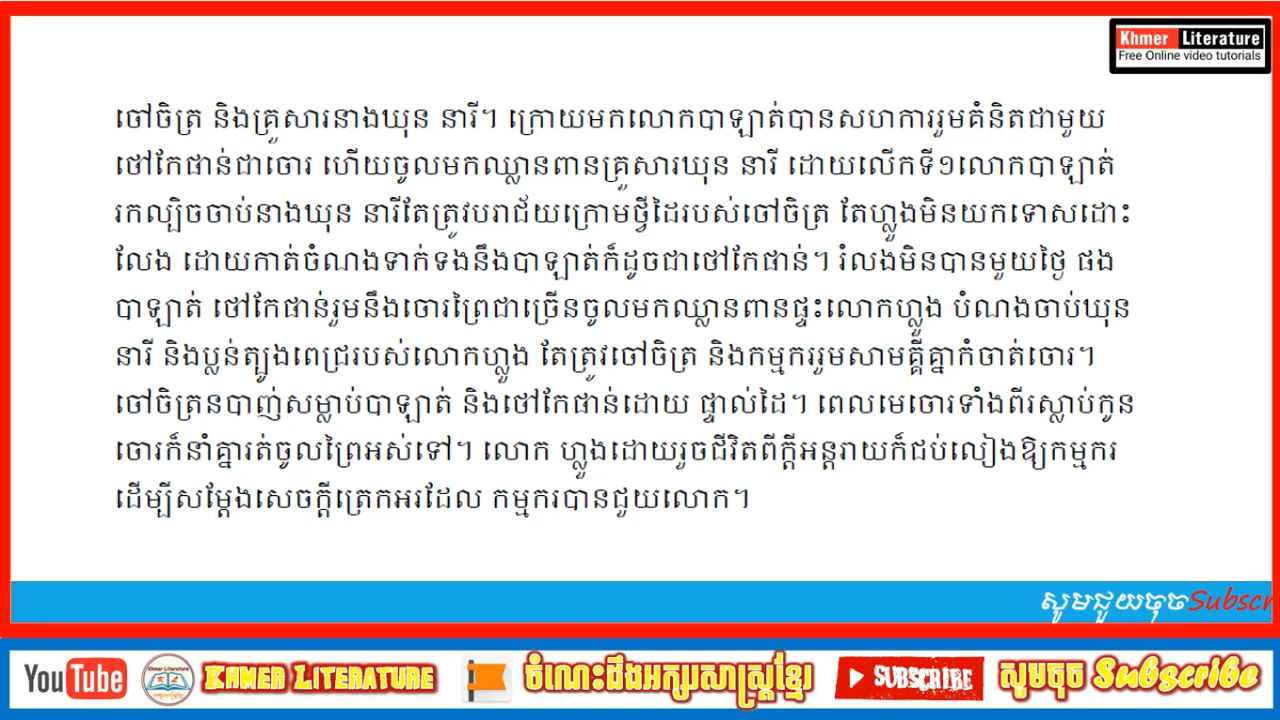 Khmer Literature
Free Online video tutorials
ចៅចិត្រ និងគ្រួសារនាងឃុន នារី។ ក្រោយមកលោកបាឡាត់បានសហការរួមគំនិតជាមួយ
ថៅកែផាន់ជាចោរ ហើយចូលមកឈ្លានពានគ្រួសារឃុន នារី ដោយលើកទី១លោកបាឡាត់
រកល្បិចចាប់នាងឃុន នារីតែត្រូវបរាជ័យក្រោមថ្វីដៃរបស់ចៅចិត្រ តែហ្លួងមិនយកទោសដោះ
លែង ដោយកាត់ចំណងទាក់ទងនឹងបាឡាត់ក៏ដូចជាថៅកែផាន់។ រំលងមិនបានមួយថ្ងៃ ផង
បាឡាត់ ថៅកែផាន់រួមនឹងចោរព្រៃជាច្រើនចូលមកឈ្លានពានផ្ទះលោកហ្លួង បំណងចាប់ឃុន
នារី និងប្លន់ត្បូងពេជ្ររបស់លោកហ្លួង តែត្រូវចៅចិត្រ និងកម្មកររួមសាមគ្គីគ្នាកំចាត់ចោរ។
ចៅចិត្រនបាញ់សម្លាប់បាឡាត់ និងថៅកែផាន់ដោយ ផ្ទាល់ដៃ។ ពេលមេចោរទាំងពីរស្លាប់កូន
ចោរក៏នាំគ្នារត់ចូលព្រៃអស់ទៅ។ លោក ហ្លួងដោយរួចជីវិតពីក្តីអន្តរាយក៏ជប់លៀងឱ្យកម្មករ
ដើម្បីសម្តែងសេចក្តីត្រេកអរដែល កម្មករបានជួយលោក។
សូមជួយចុចSubscr
YouTube Khmer Literature ចំណេះដឹងអក្សរសាស្ត្រខ្មែរ SUBSCRIBE សូមចុច Subscribe